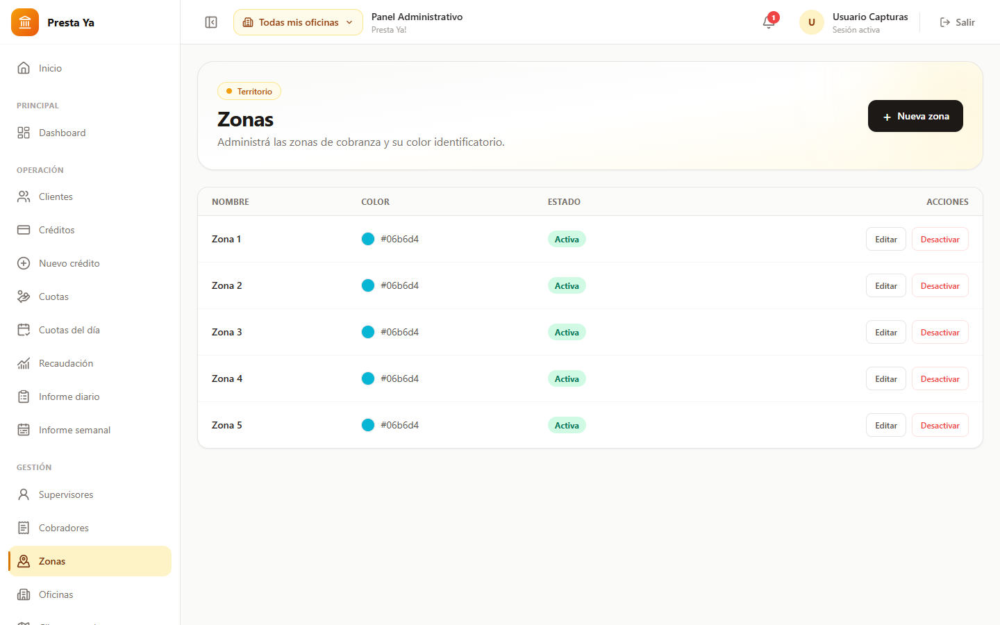 Presta Ya
Todas mis oficinas
Panel Administrativo
Presta Ya!
1
U
Usuario Capturas
Sesión activa
Salir
Inicio
PRINCIPAL
Dashboard
OPERACIÓN
Clientes
Créditos
Nuevo crédito
Cuotas
Cuotas del día
Recaudación
Informe diario
Informe semanal
GESTIÓN
Supervisores
Cobradores
Zonas
Oficinas
Territorio
Zonas
Administrá las zonas de cobranza y su color identificatorio.
+ Nueva zona
NOMBRE COLOR ESTADO ACCIONES
Zona 1 #06b6d4 Activa Editar Desactivar
Zona 2 #06b6d4 Activa Editar Desactivar
Zona 3 #06b6d4 Activa Editar Desactivar
Zona 4 #06b6d4 Activa Editar Desactivar
Zona 5 #06b6d4 Activa Editar Desactivar